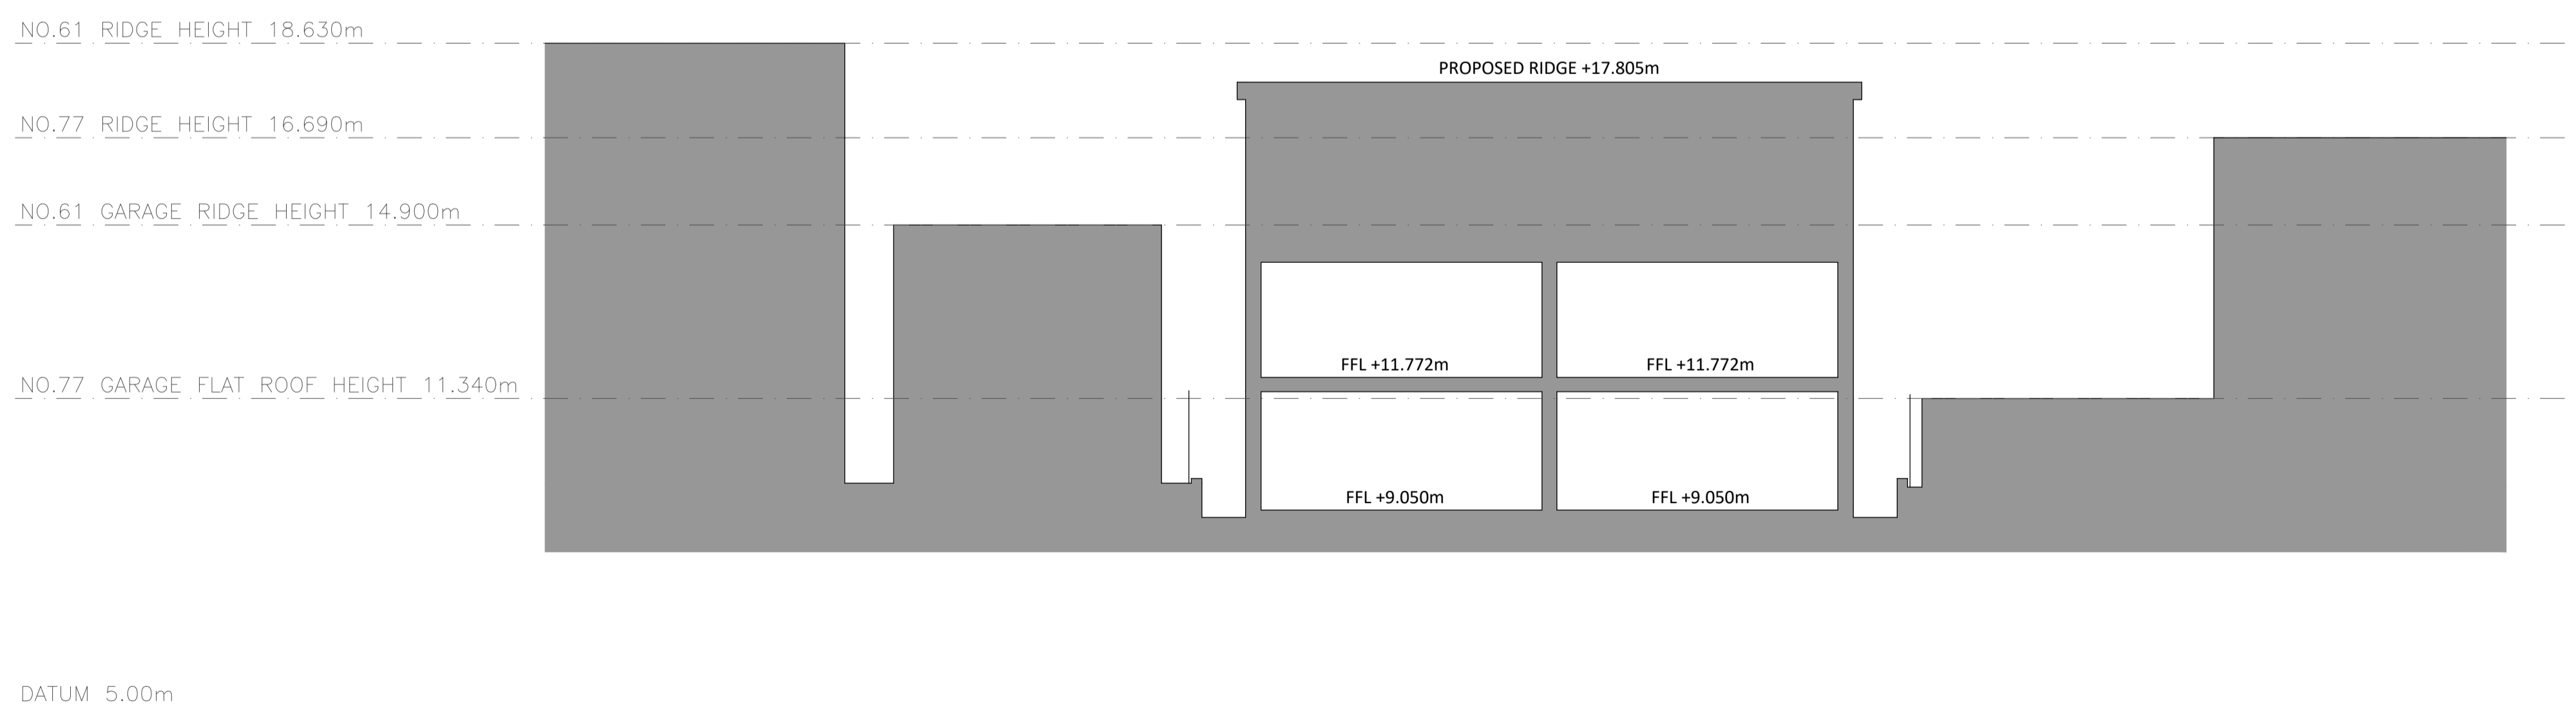 NO.61 RIDGE HEIGHT 18.630m
PROPOSED RIDGE +17.805m
NO.77 RIDGE HEIGHT 16.690m
NO.61 GARAGE RIDGE HEIGHT 14.900m
FFL +11.772m FFL +11.772m
NO.77 GARAGE FLAT ROOF HEIGHT 11.340m
FFL +9.050m FFL +9.050m
DATUM 5.00m